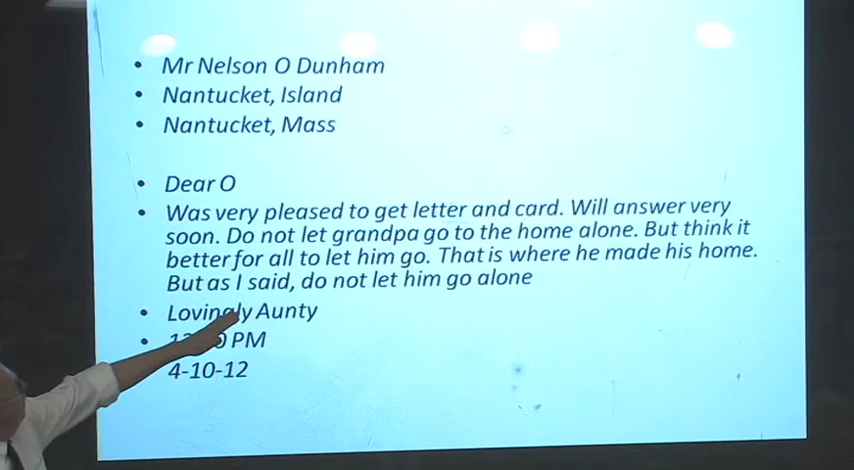 • Mr Nelson O Dunham
• Nantucket, Island
• Nantucket, Mass
• Dear O
• Was very pleased to get letter and card. Will answer very
soon. Do not let grandpa go to the home alone. But think it
better for all to let him go. That is where he made his home.
But as I said, do not let him go alone
• Lovingly Aunty
• PM
4-10-12